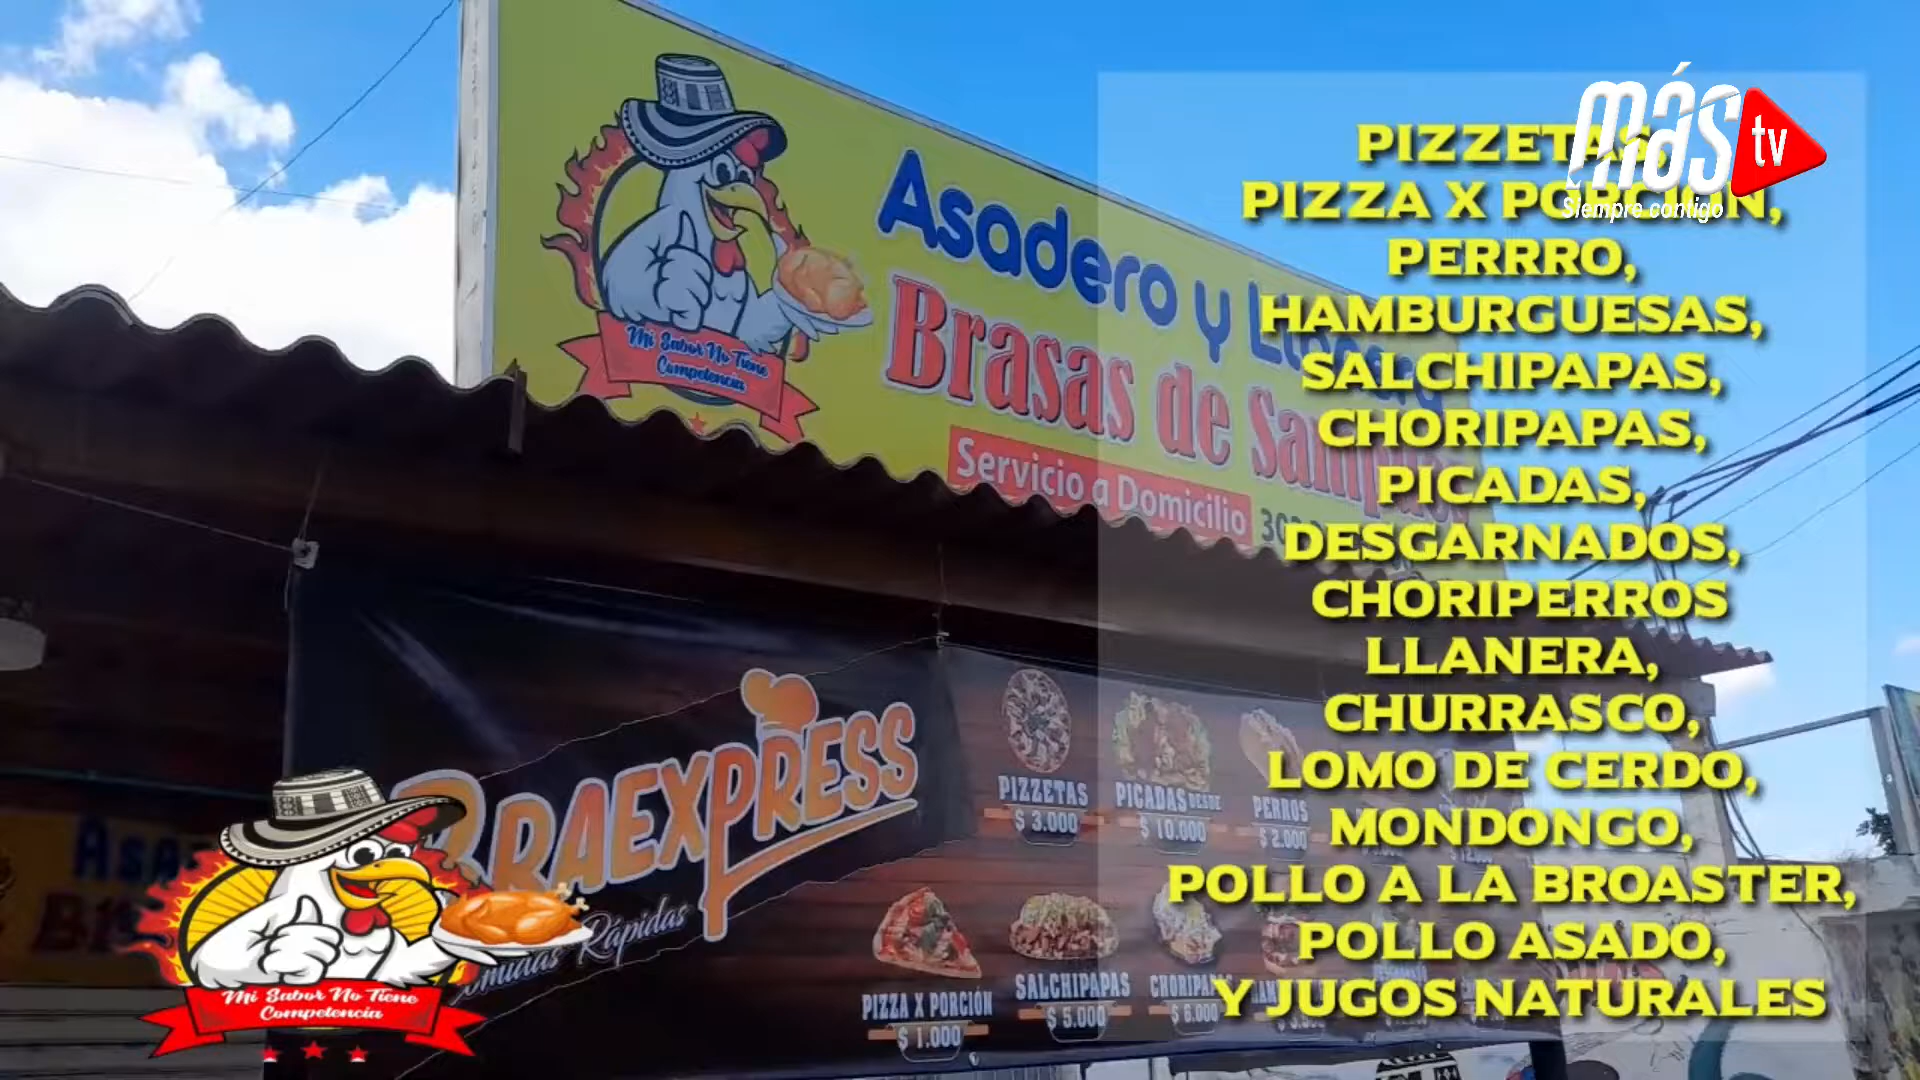 más tv
Siempre contigo
PIZZETAS,
PIZZA X PORCIÓN,
PERRRO,
HAMBURGUESAS,
SALCHIPAPAS,
CHORIPAPAS,
PICADAS,
DESGARNADOS,
CHORIPERROS
LLANERA,
CHURRASCO,
LOMO DE CERDO,
MONDONGO,
POLLO A LA BROASTER,
POLLO ASADO,
Y JUGOS NATURALES
Asadero y
Brasas de
Servicio a Domicilio
Mi Sabor No Tiene
Competencia
BRAEXPRESS
Rápidas
PIZZETAS
$ 3.000
PICADAS DESDE
$ 10.000
PERROS
$ 2.000
PIZZA X PORCIÓN
$ 1.000
SALCHIPAPAS
$ 5.000
$ 6.000
Mi Sabor No Tiene
Competencia